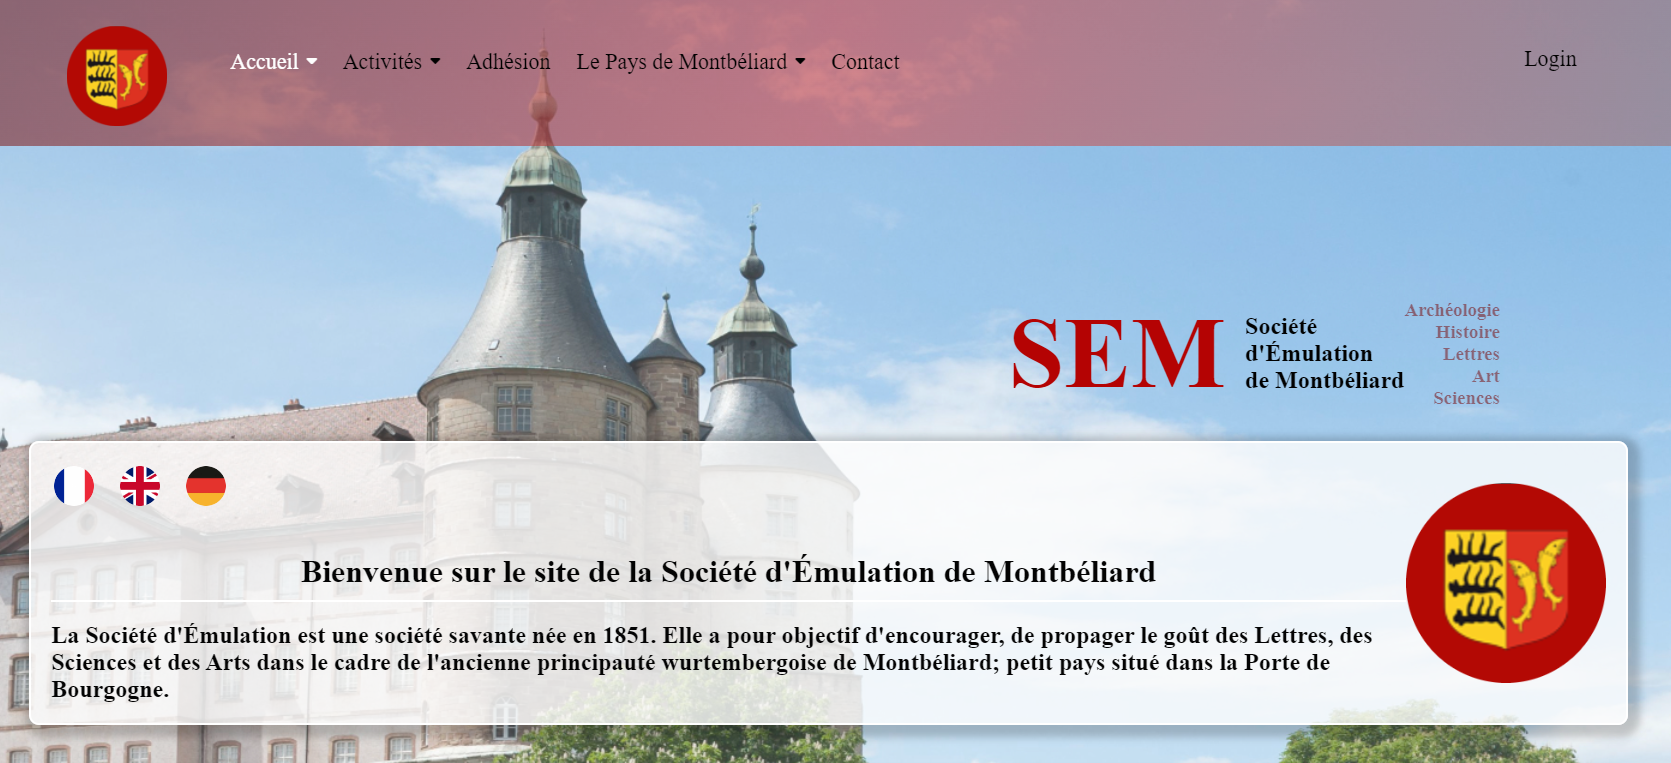 Accueil
Activités
Adhésion
Le Pays de Montbéliard
Contact
Login
SEM
Société
d'Émulation
de Montbéliard
Archéologie
Histoire
Lettres
Art
Sciences
Bienvenue sur le site de la Société d'Émulation de Montbéliard
La Société d'Émulation est une société savante née en 1851. Elle a pour objectif d'encourager, de propager le goût des Lettres, des
Sciences et des Arts dans le cadre de l'ancienne principauté wurtembergoise de Montbéliard; petit pays situé dans la Porte de
Bourgogne.